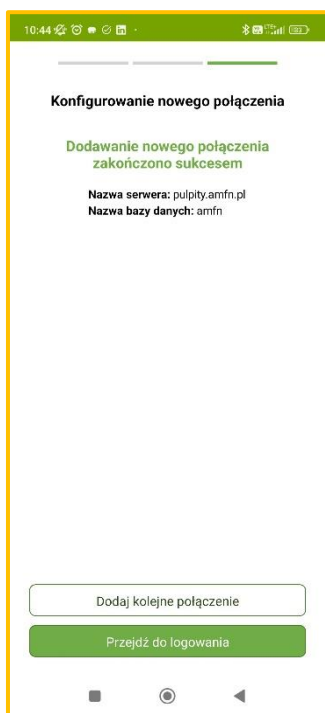 10:44
Konfigurowanie nowego połączenia
Dodawanie nowego połączenia
zakończono sukcesem
Nazwa serwera: pulpity.amfn.pl
Nazwa bazy danych: amfn
Dodaj kolejne połączenie
Przejdź do logowania